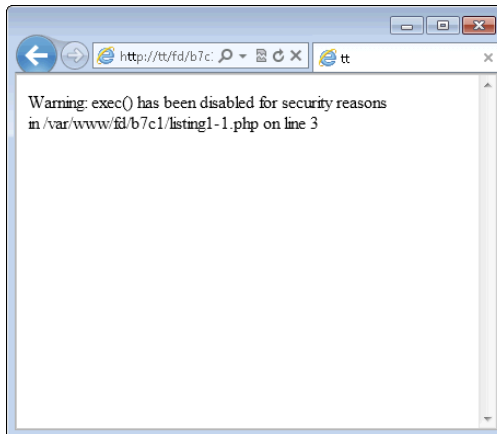 http://tt/fd/b7c:
tt
Warning: exec() has been disabled for security reasons
in /var/www/fd/b7c1/listing1-1.php on line 3